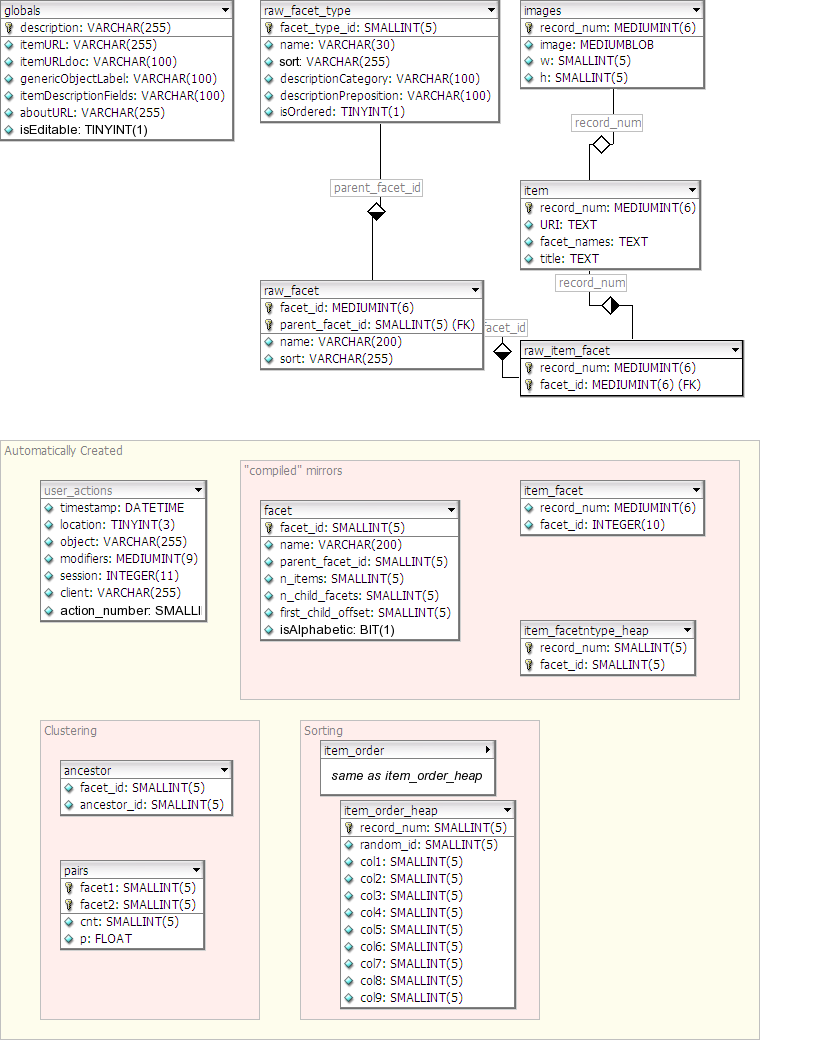 globals
description: VARCHAR(255)
itemURL: VARCHAR(255)
itemURLdoc: VARCHAR(100)
genericObjectLabel: VARCHAR(100)
itemDescriptionFields: VARCHAR(100)
aboutURL: VARCHAR(255)
isEditable: TINYINT(1)
raw_facet_type
facet_type_id: SMALLINT(5)
name: VARCHAR(30)
sort: VARCHAR(255)
descriptionCategory: VARCHAR(100)
descriptionPreposition: VARCHAR(100)
isOrdered: TINYINT(1)
images
record_num: MEDIUMINT(6)
image: MEDIUMBLOB
w: SMALLINT(5)
h: SMALLINT(5)
record_num
parent_facet_id
item
record_num: MEDIUMINT(6)
URI: TEXT
facet_names: TEXT
title: TEXT
record_num
raw_facet
facet_id: MEDIUMINT(6)
parent_facet_id: SMALLINT(5) (FK)
name: VARCHAR(200)
sort: VARCHAR(255)
facet_id
raw_item_facet
record_num: MEDIUMINT(6)
facet_id: MEDIUMINT(6) (FK)
Automatically Created
user_actions
timestamp: DATETIME
location: TINYINT(3)
object: VARCHAR(255)
modifiers: MEDIUMINT(9)
session: INTEGER(11)
client: VARCHAR(255)
action_number: SMALLI
"compiled" mirrors
facet
facet_id: SMALLINT(5)
name: VARCHAR(200)
parent_facet_id: SMALLINT(5)
n_items: SMALLINT(5)
n_child_facets: SMALLINT(5)
first_child_offset: SMALLINT(5)
isAlphabetic: BIT(1)
item_facet
record_num: MEDIUMINT(6)
facet_id: INTEGER(10)
item_facetntype_heap
record_num: SMALLINT(5)
facet_id: SMALLINT(5)
Clustering
ancestor
facet_id: SMALLINT(5)
ancestor_id: SMALLINT(5)
pairs
facet1: SMALLINT(5)
facet2: SMALLINT(5)
cnt: SMALLINT(5)
p: FLOAT
Sorting
item_order
same as item_order_heap
item_order_heap
record_num: SMALLINT(5)
random_id: SMALLINT(5)
col1: SMALLINT(5)
col2: SMALLINT(5)
col3: SMALLINT(5)
col4: SMALLINT(5)
col5: SMALLINT(5)
col6: SMALLINT(5)
col7: SMALLINT(5)
col8: SMALLINT(5)
col9: SMALLINT(5)